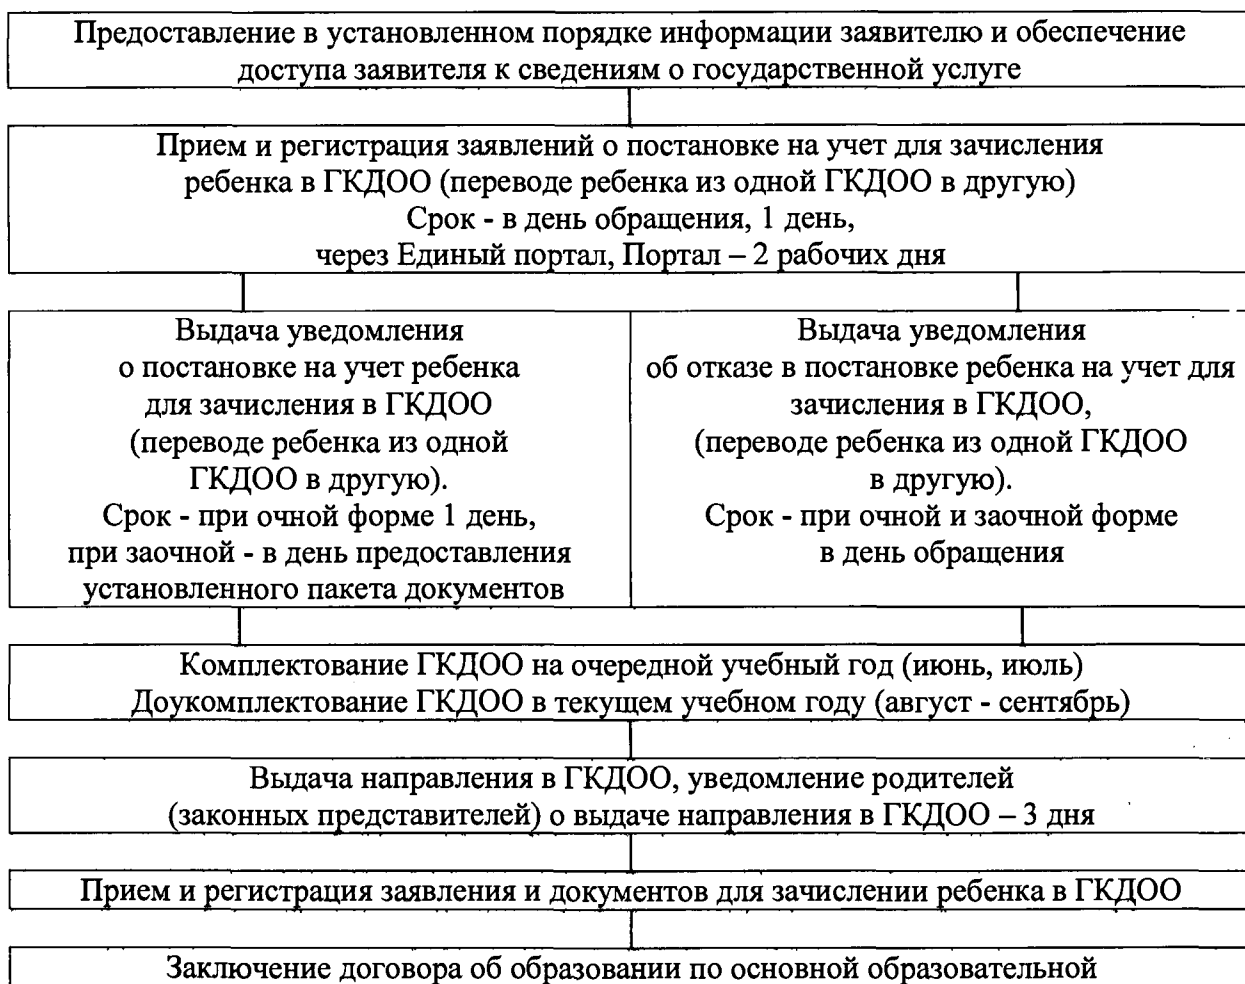 Предоставление в установленном порядке информации заявителю и обеспечение
доступа заявителя к сведениям о государственной услуге
Прием и регистрация заявлений о постановке на учет для зачисления
ребенка в ГКДОО (переводе ребенка из одной ГКДОО в другую)
Срок - в день обращения, 1 день,
через Единый портал, Портал – 2 рабочих дня
Выдача уведомления
о постановке на учет ребенка
для зачисления в ГКДОО
(переводе ребенка из одной
ГКДОО в другую).
Срок - при очной форме 1 день,
при заочной - в день предоставления
установленного пакета документов
Выдача уведомления
об отказе в постановке ребенка на учет для
зачисления в ГКДОО,
(переводе ребенка из одной ГКДОО
в другую).
Срок - при очной и заочной форме
в день обращения
Комплектование ГКДОО на очередной учебный год (июнь, июль)
Доукомплектование ГКДОО в текущем учебном году (август - сентябрь)
Выдача направления в ГКДОО, уведомление родителей
(законных представителей) о выдаче направления в ГКДОО – 3 дня
Прием и регистрация заявления и документов для зачислении ребенка в ГКДОО
Заключение договора об образовании по основной образовательной